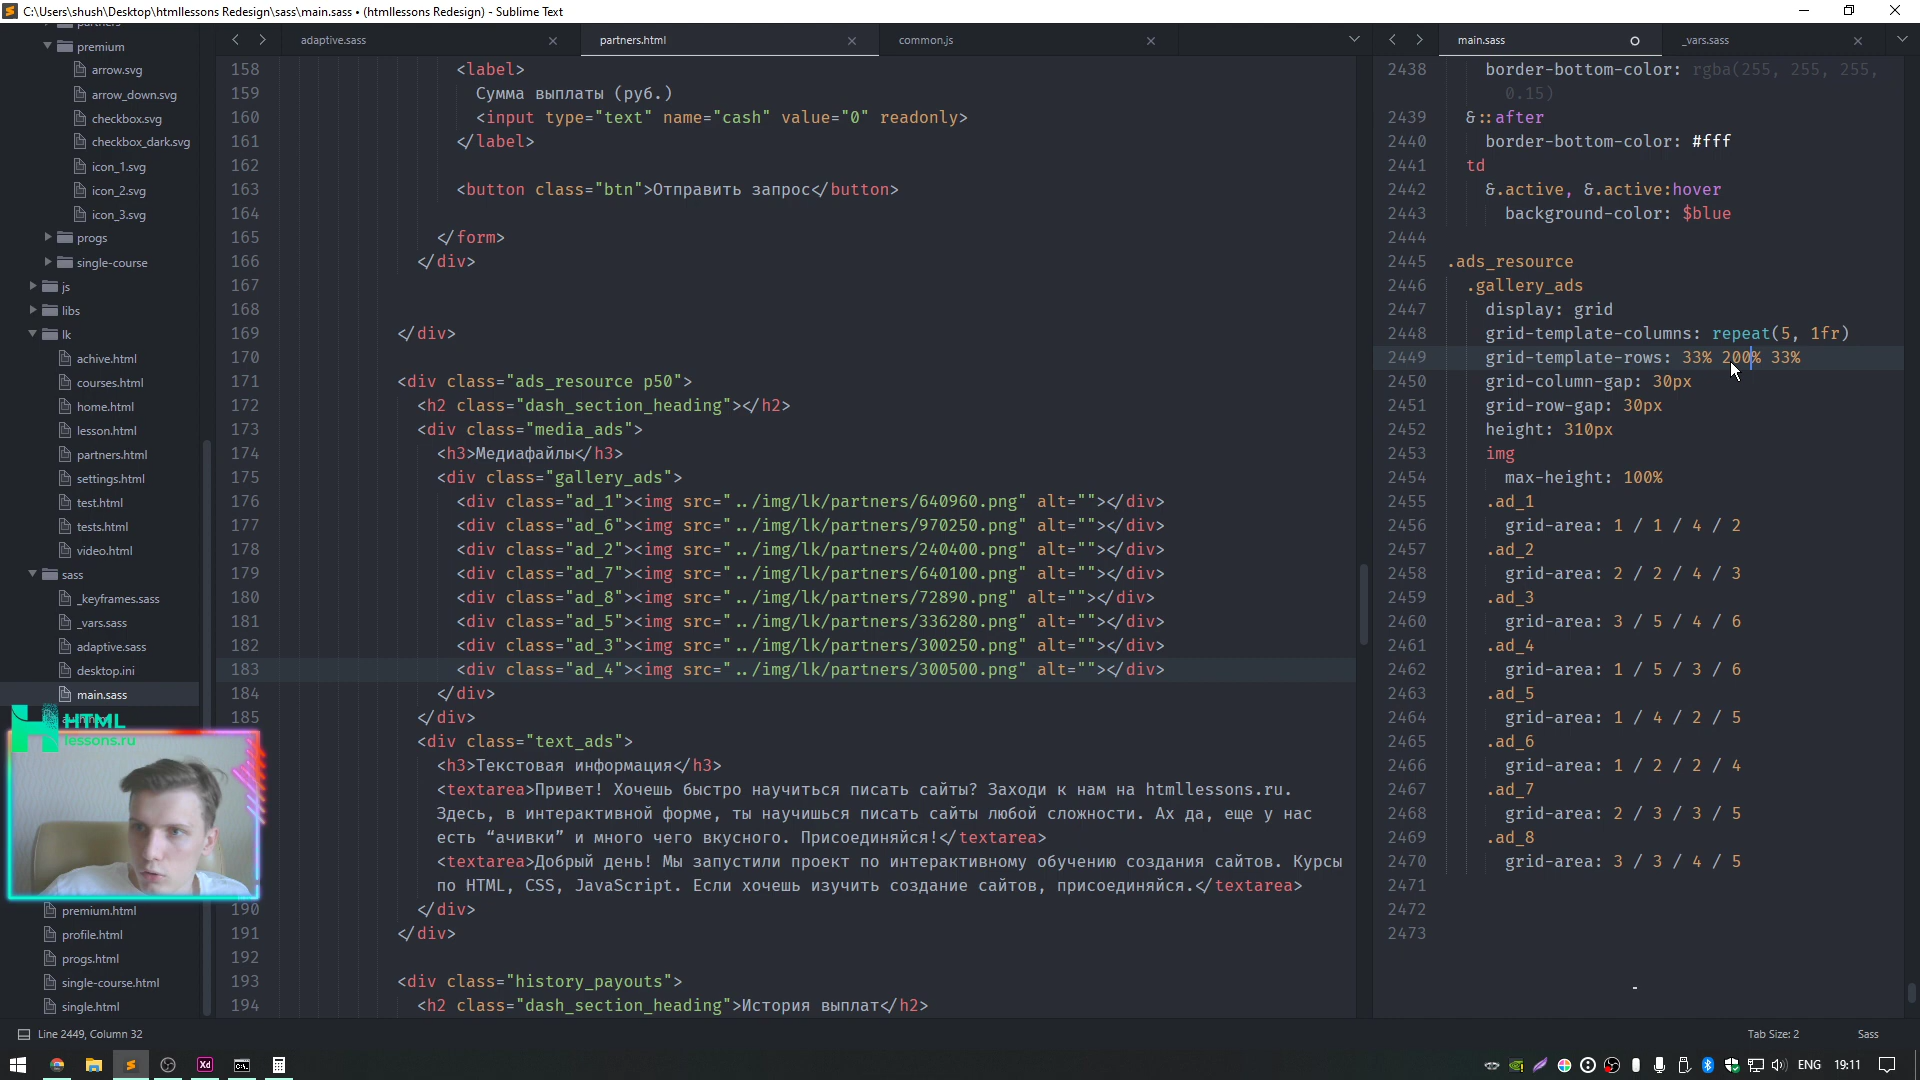 C:\Users\shush\Desktop\htmllessons Redesign\sass\main.sass • (htmllessons Redesign) - Sublime Text
premium
arrow.svg
arrow_down.svg
checkbox.svg
checkbox_dark.svg
icon_1.svg
icon_2.svg
icon_3.svg
progs
single-course
js
libs
lk
achive.html
courses.html
home.html
lesson.html
partners.html
settings.html
test.html
tests.html
video.html
sass
_keyframes.sass
_vars.sass
adaptive.sass
desktop.ini
main.sass
HTML
lessons.ru
premium.html
profile.html
progs.html
single-course.html
single.html
adaptive.sass
partners.html
common.js
158 <label>
159 Сумма выплаты (руб.)
160 <input type="text" name="cash" value="0" readonly>
161 </label>
162
163 <button class="btn">Отправить запрос</button>
164
165 </form>
166 </div>
167
168
169 </div>
170
171 <div class="ads_resource p50">
172 <h2 class="dash_section_heading"></h2>
173 <div class="media_ads">
174 <h3>Медиафайлы</h3>
175 <div class="gallery_ads">
176 <div class="ad_1"><img src="../img/lk/partners/640960.png" alt=""></div>
177 <div class="ad_6"><img src="../img/lk/partners/970250.png" alt=""></div>
178 <div class="ad_2"><img src="../img/lk/partners/240400.png" alt=""></div>
179 <div class="ad_7"><img src="../img/lk/partners/640100.png" alt=""></div>
180 <div class="ad_8"><img src="../img/lk/partners/72890.png" alt=""></div>
181 <div class="ad_5"><img src="../img/lk/partners/336280.png" alt=""></div>
182 <div class="ad_3"><img src="../img/lk/partners/300250.png" alt=""></div>
183 <div class="ad_4"><img src="../img/lk/partners/300500.png" alt=""></div>
184 </div>
185 </div>
<div class="text_ads">
<h3>Текстовая информация</h3>
<textarea>Привет! Хочешь быстро научиться писать сайты? Заходи к нам на htmllessons.ru.
Здесь, в интерактивной форме, ты научишься писать сайты любой сложности. Ах да, еще у нас
есть “ачивки” и много чего вкусного. Присоединяйся!</textarea>
<textarea>Добрый день! Мы запустили проект по интерактивному обучению создания сайтов. Курсы
по HTML, CSS, JavaScript. Если хочешь изучить создание сайтов, присоединяйся.</textarea>
190 </div>
191 </div>
192
193 <div class="history_payouts">
194 <h2 class="dash_section_heading">История выплат</h2>
main.sass
_vars.sass
2438 border-bottom-color: rgba(255, 255, 255,
0.15)
2439 &::after
2440 border-bottom-color: #fff
2441 td
2442 &.active, &.active:hover
2443 background-color: $blue
2444
2445 .ads_resource
2446 .gallery_ads
2447 display: grid
2448 grid-template-columns: repeat(5, 1fr)
2449 grid-template-rows: 33% 200% 33%
2450 grid-column-gap: 30px
2451 grid-row-gap: 30px
2452 height: 310px
2453 img
2454 max-height: 100%
2455 .ad_1
2456 grid-area: 1 / 1 / 4 / 2
2457 .ad_2
2458 grid-area: 2 / 2 / 4 / 3
2459 .ad_3
2460 grid-area: 3 / 5 / 4 / 6
2461 .ad_4
2462 grid-area: 1 / 5 / 3 / 6
2463 .ad_5
2464 grid-area: 1 / 4 / 2 / 5
2465 .ad_6
2466 grid-area: 1 / 2 / 2 / 4
2467 .ad_7
2468 grid-area: 2 / 3 / 3 / 5
2469 .ad_8
2470 grid-area: 3 / 3 / 4 / 5
2471
2472
2473
Line 2449, Column 32
Tab Size: 2
Sass
Xd
ENG
19:11